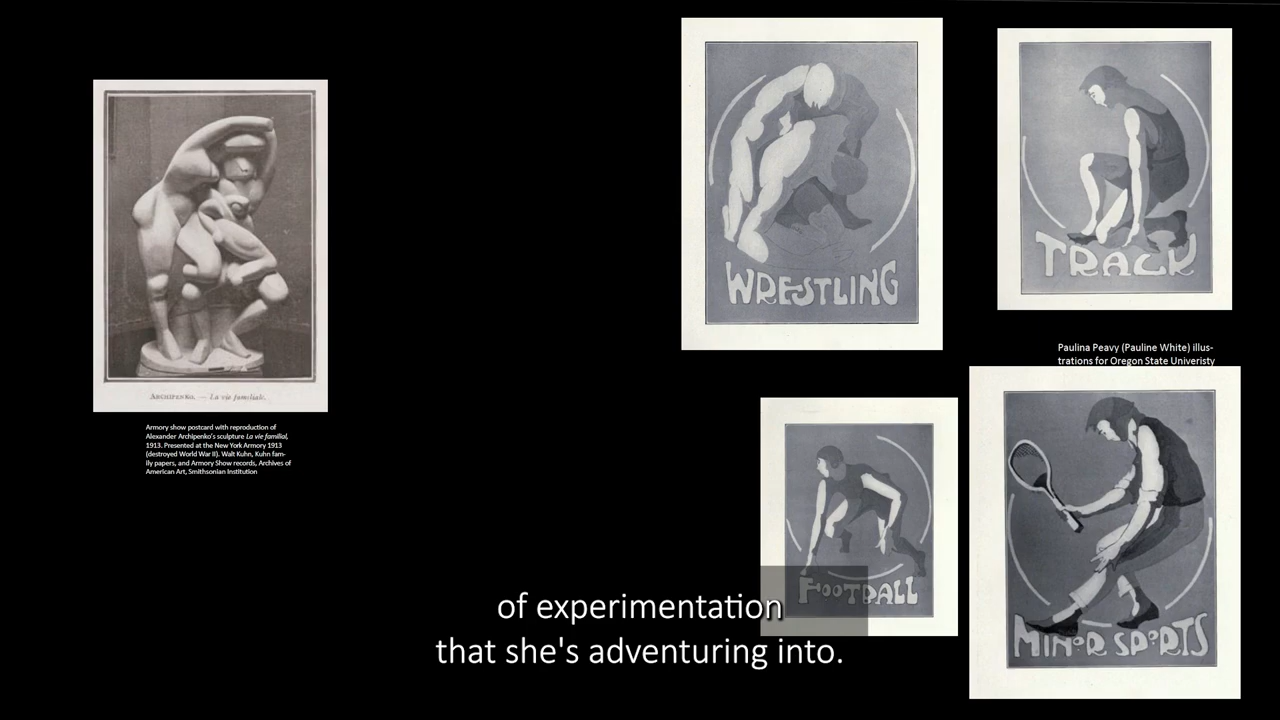 ARCHIPENKO. — La vie familiale.
Armory show postcard with reproduction of
Alexander Archipenko's sculpture La vie familial,
1913. Presented at the New York Armory 1913
(destroyed World War II). Walt Kuhn, Kuhn fam-
ily papers, and Armory Show records, Archives of
American Art, Smithsonian Institution
WRESTLING
TRACK
Paulina Peavy (Pauline White) illus-
trations for Oregon State Univeristy
FOOTBALL
MINOR SPORTS
of experimentation
that she's adventuring into.